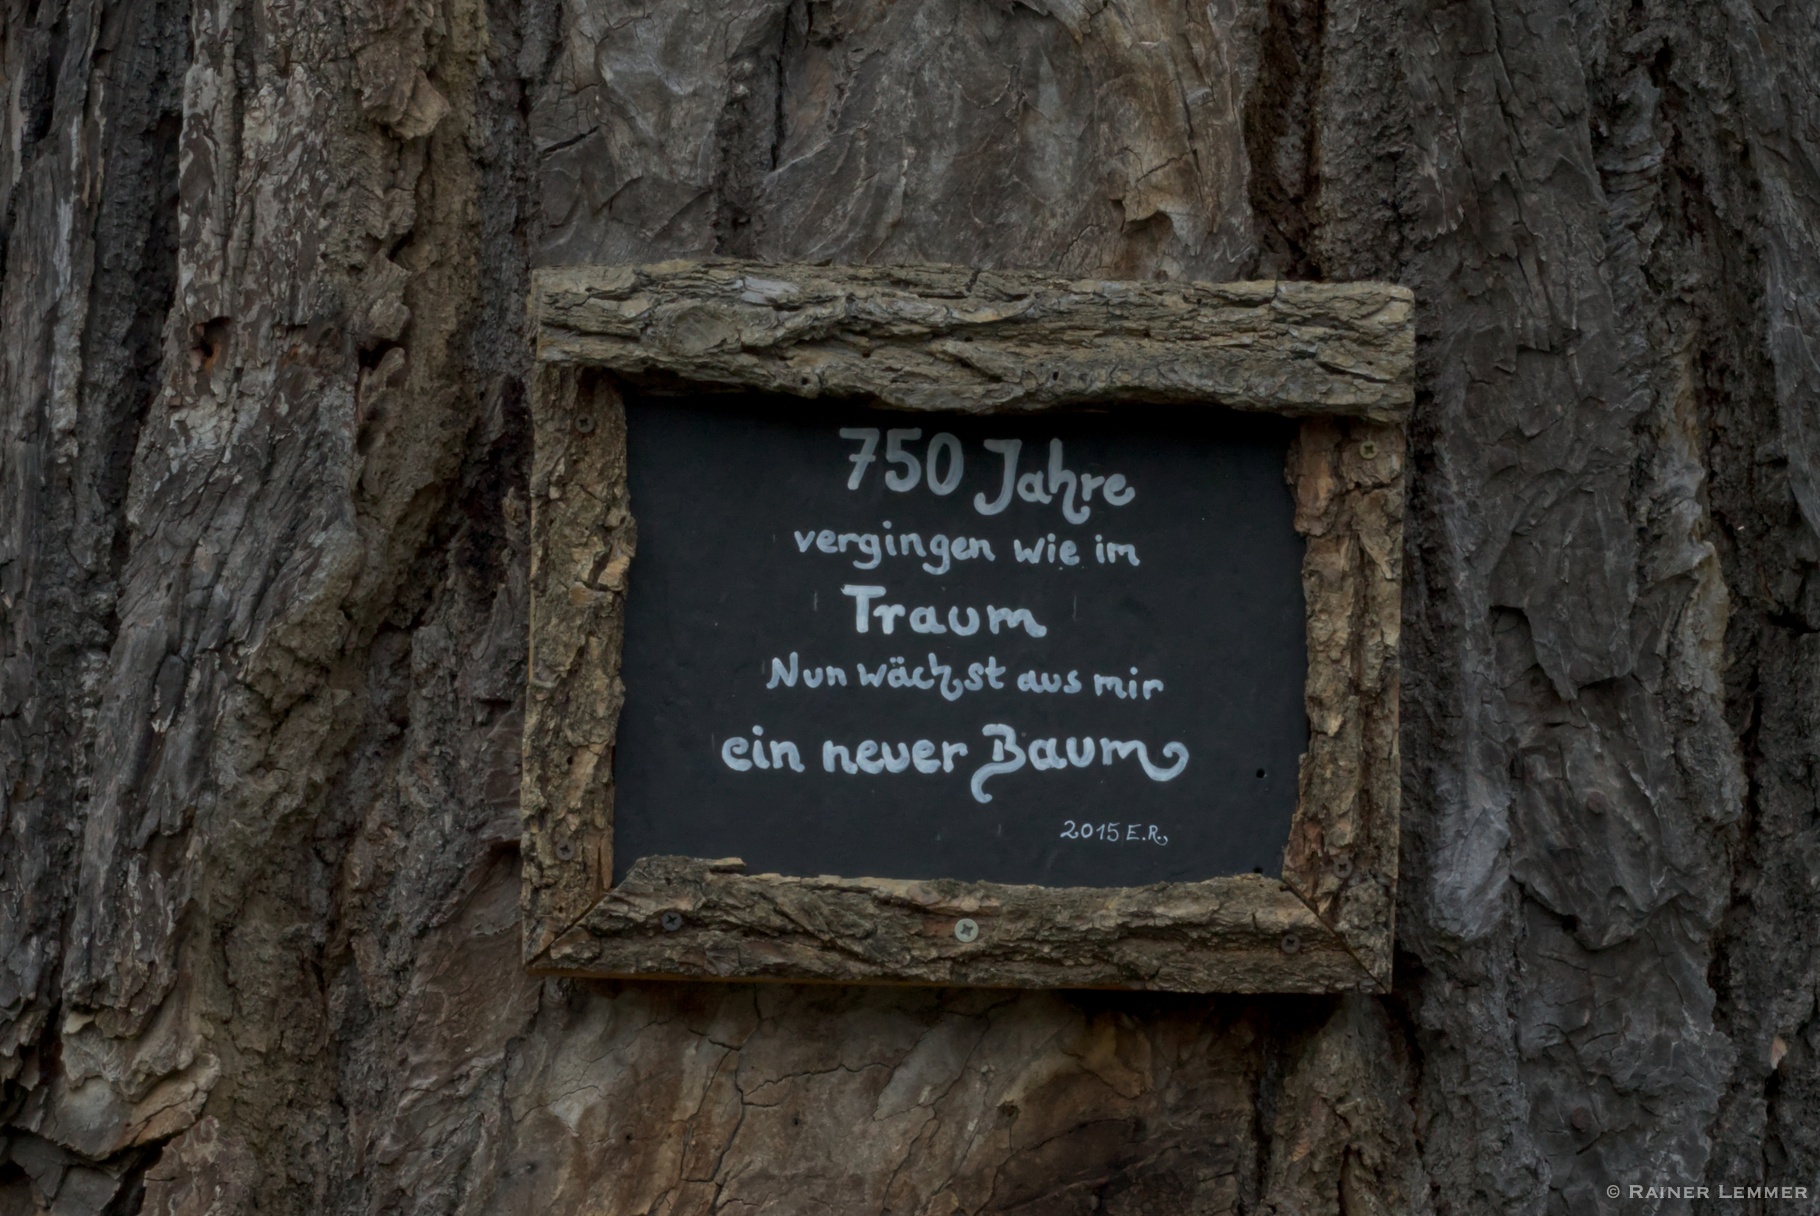 750 Jahre
vergingen wie im
Traum
Nun wächst aus mir
ein neuer Baum
2015 E.R.
© Rainer Lemmer